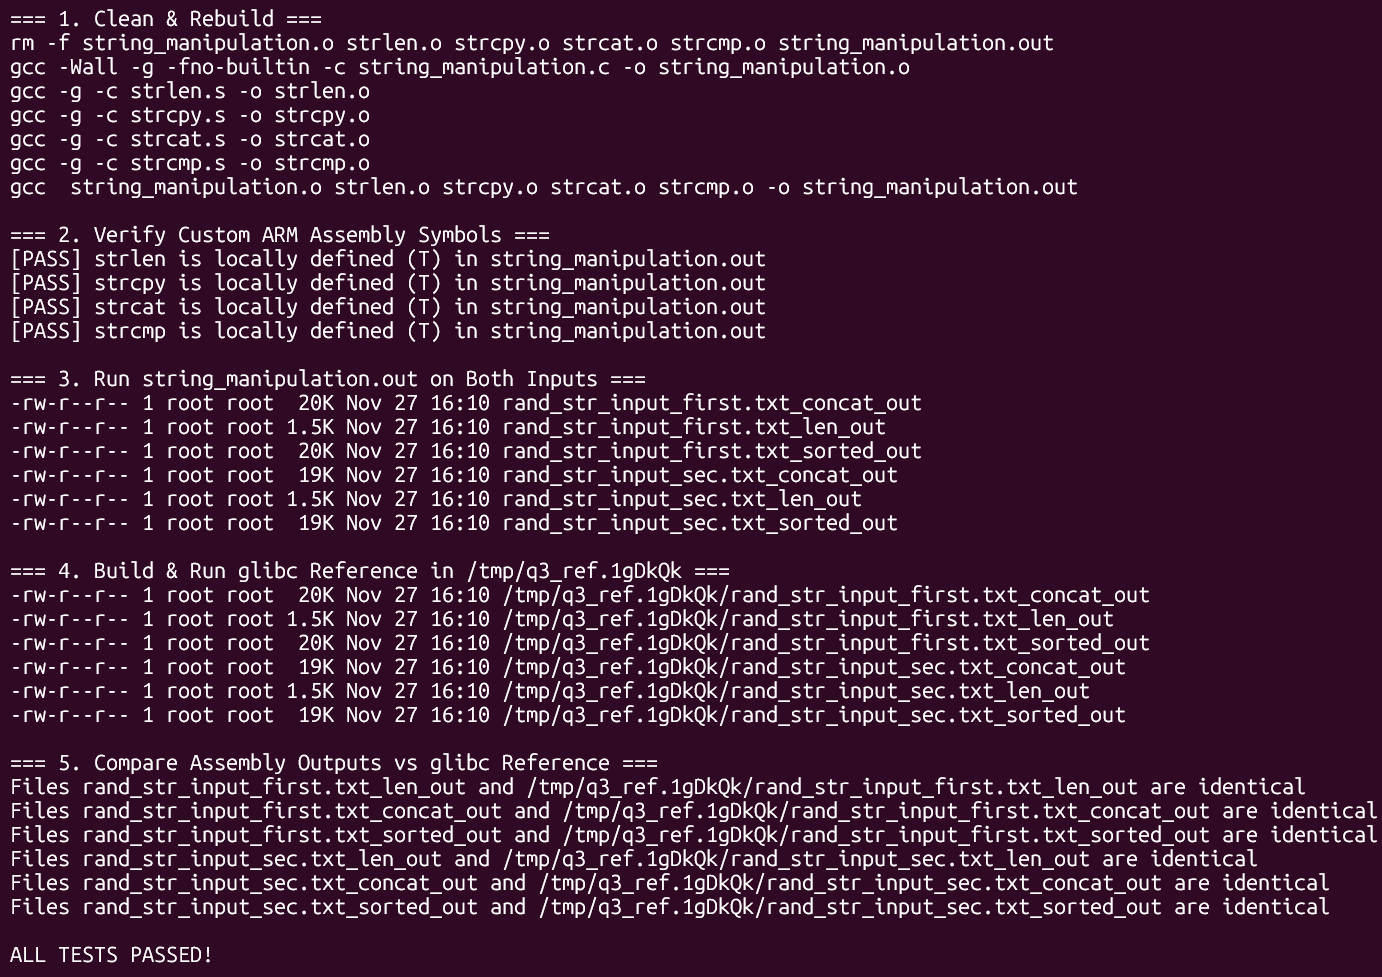 === 1. Clean & Rebuild ===
rm -f string_manipulation.o strlen.o strcpy.o strcat.o strcmp.o string_manipulation.out
gcc -Wall -g -fno-builtin -c string_manipulation.c -o string_manipulation.o
gcc -g -c strlen.s -o strlen.o
gcc -g -c strcpy.s -o strcpy.o
gcc -g -c strcat.s -o strcat.o
gcc -g -c strcmp.s -o strcmp.o
gcc  string_manipulation.o strlen.o strcpy.o strcat.o strcmp.o -o string_manipulation.out

=== 2. Verify Custom ARM Assembly Symbols ===
[PASS] strlen is locally defined (T) in string_manipulation.out
[PASS] strcpy is locally defined (T) in string_manipulation.out
[PASS] strcat is locally defined (T) in string_manipulation.out
[PASS] strcmp is locally defined (T) in string_manipulation.out

=== 3. Run string_manipulation.out on Both Inputs ===
-rw-r--r-- 1 root root  20K Nov 27 16:10 rand_str_input_first.txt_concat_out
-rw-r--r-- 1 root root 1.5K Nov 27 16:10 rand_str_input_first.txt_len_out
-rw-r--r-- 1 root root  20K Nov 27 16:10 rand_str_input_first.txt_sorted_out
-rw-r--r-- 1 root root  19K Nov 27 16:10 rand_str_input_sec.txt_concat_out
-rw-r--r-- 1 root root 1.5K Nov 27 16:10 rand_str_input_sec.txt_len_out
-rw-r--r-- 1 root root  19K Nov 27 16:10 rand_str_input_sec.txt_sorted_out

=== 4. Build & Run glibc Reference in /tmp/q3_ref.1gDkQk ===
-rw-r--r-- 1 root root  20K Nov 27 16:10 /tmp/q3_ref.1gDkQk/rand_str_input_first.txt_concat_out
-rw-r--r-- 1 root root 1.5K Nov 27 16:10 /tmp/q3_ref.1gDkQk/rand_str_input_first.txt_len_out
-rw-r--r-- 1 root root  20K Nov 27 16:10 /tmp/q3_ref.1gDkQk/rand_str_input_first.txt_sorted_out
-rw-r--r-- 1 root root  19K Nov 27 16:10 /tmp/q3_ref.1gDkQk/rand_str_input_sec.txt_concat_out
-rw-r--r-- 1 root root 1.5K Nov 27 16:10 /tmp/q3_ref.1gDkQk/rand_str_input_sec.txt_len_out
-rw-r--r-- 1 root root  19K Nov 27 16:10 /tmp/q3_ref.1gDkQk/rand_str_input_sec.txt_sorted_out

=== 5. Compare Assembly Outputs vs glibc Reference ===
Files rand_str_input_first.txt_len_out and /tmp/q3_ref.1gDkQk/rand_str_input_first.txt_len_out are identical
Files rand_str_input_first.txt_concat_out and /tmp/q3_ref.1gDkQk/rand_str_input_first.txt_concat_out are identical
Files rand_str_input_first.txt_sorted_out and /tmp/q3_ref.1gDkQk/rand_str_input_first.txt_sorted_out are identical
Files rand_str_input_sec.txt_len_out and /tmp/q3_ref.1gDkQk/rand_str_input_sec.txt_len_out are identical
Files rand_str_input_sec.txt_concat_out and /tmp/q3_ref.1gDkQk/rand_str_input_sec.txt_concat_out are identical
Files rand_str_input_sec.txt_sorted_out and /tmp/q3_ref.1gDkQk/rand_str_input_sec.txt_sorted_out are identical

ALL TESTS PASSED!